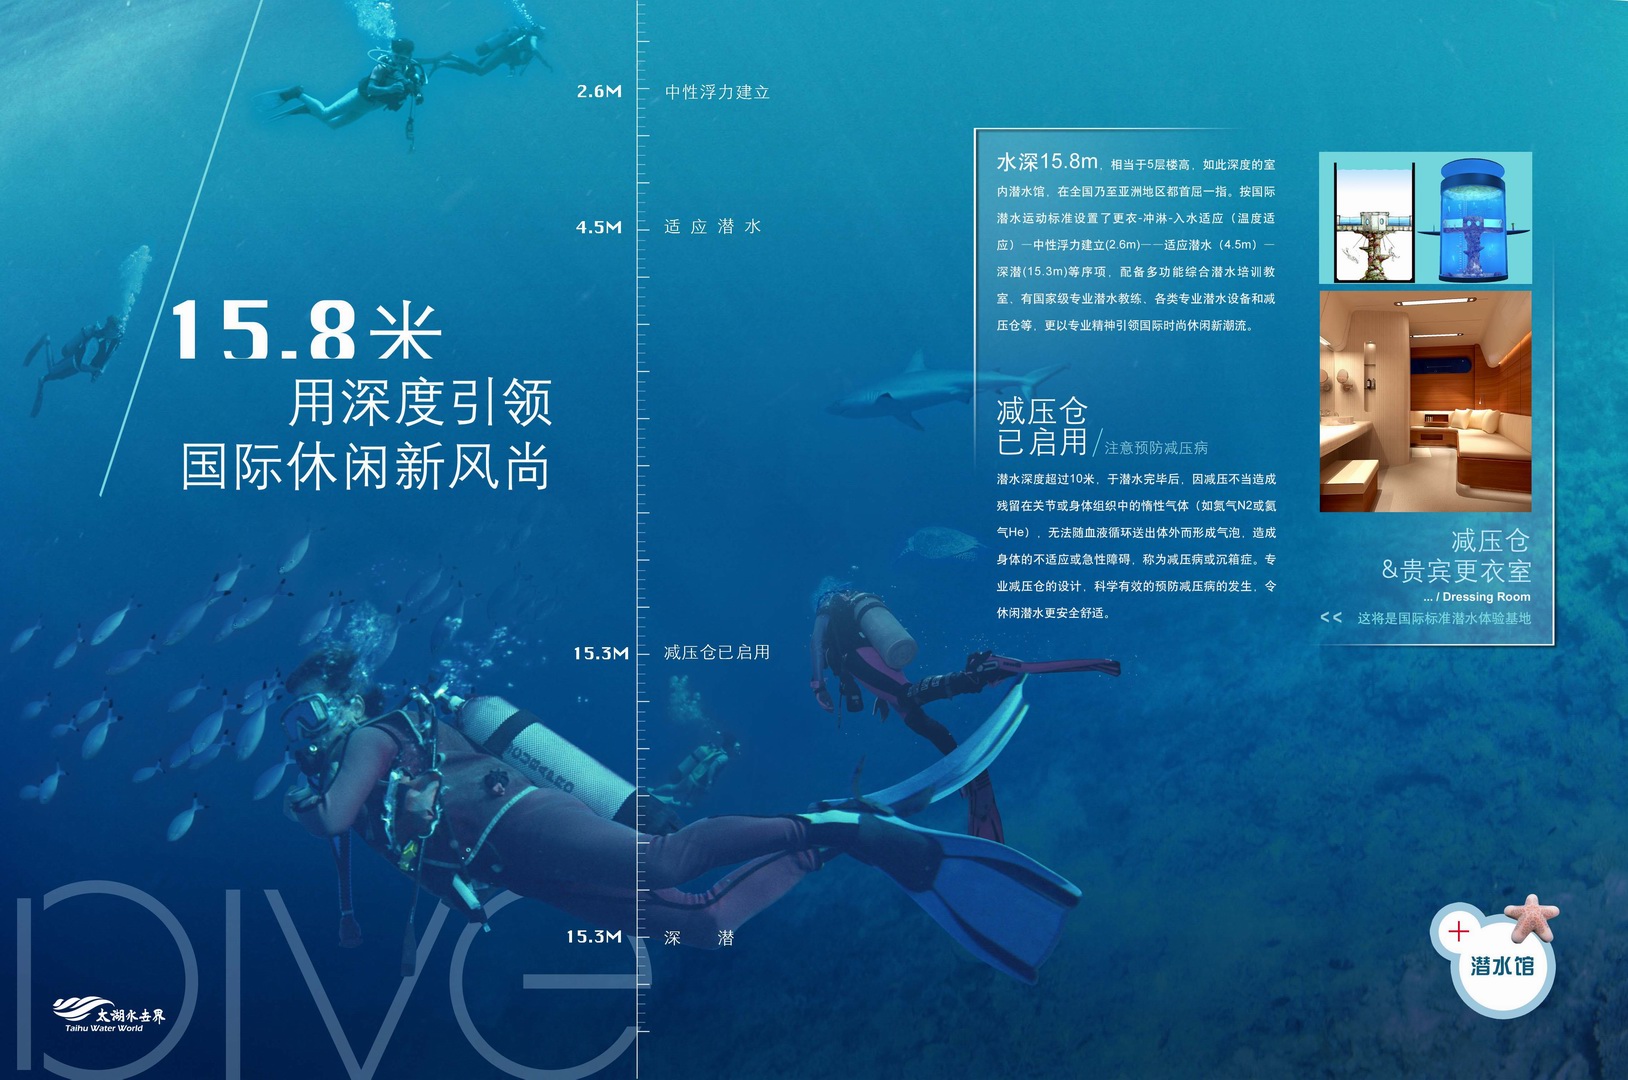 2.6M 中性浮力建立
4.5M 适应潜水
15.8米
用深度引领
国际休闲新风尚
15.3M 减压仓已启用
15.3M 深 潜
DIVE
太湖水世界
Taihu Water World
水深15.8m，相当于5层楼高，如此深度的室
内潜水馆，在全国乃至亚洲地区都首屈一指。按国际
潜水运动标准设置了更衣-冲淋-入水适应（温度适
应）—中性浮力建立(2.6m)——适应潜水（4.5m）—
深潜(15.3m)等序项，配备多功能综合潜水培训教
室、有国家级专业潜水教练、各类专业潜水设备和减
压仓等，更以专业精神引领国际时尚休闲新潮流。
减压仓
已启用/注意预防减压病
潜水深度超过10米，于潜水完毕后，因减压不当造成
残留在关节或身体组织中的惰性气体（如氮气N2或氦
气He），无法随血液循环送出体外而形成气泡，造成
身体的不适应或急性障碍，称为减压病或沉箱症。专
业减压仓的设计，科学有效的预防减压病的发生，令
休闲潜水更安全舒适。
减压仓
&贵宾更衣室
... / Dressing Room
<< 这将是国际标准潜水体验基地
潜水馆